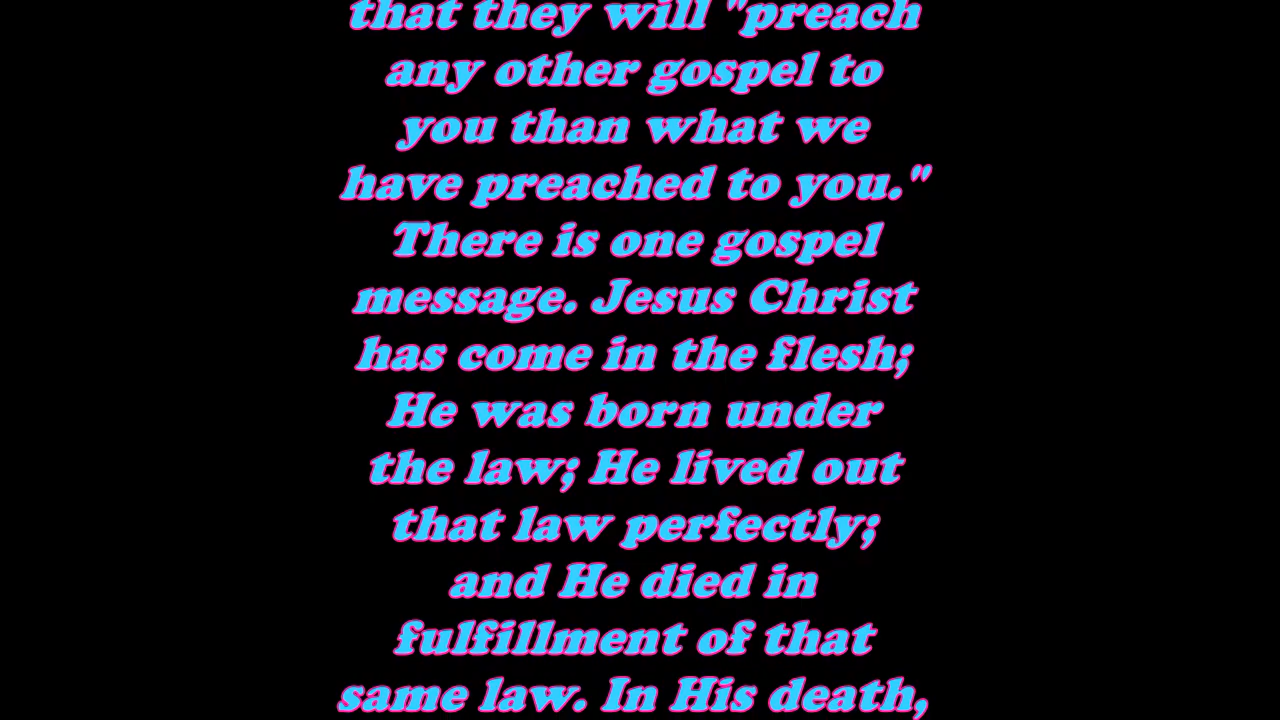 that they will "preach
any other gospel to
you than what we
have preached to you."
There is one gospel
message. Jesus Christ
has come in the flesh;
He was born under
the law; He lived out
that law perfectly;
and He died in
fulfillment of that
same law. In His death,